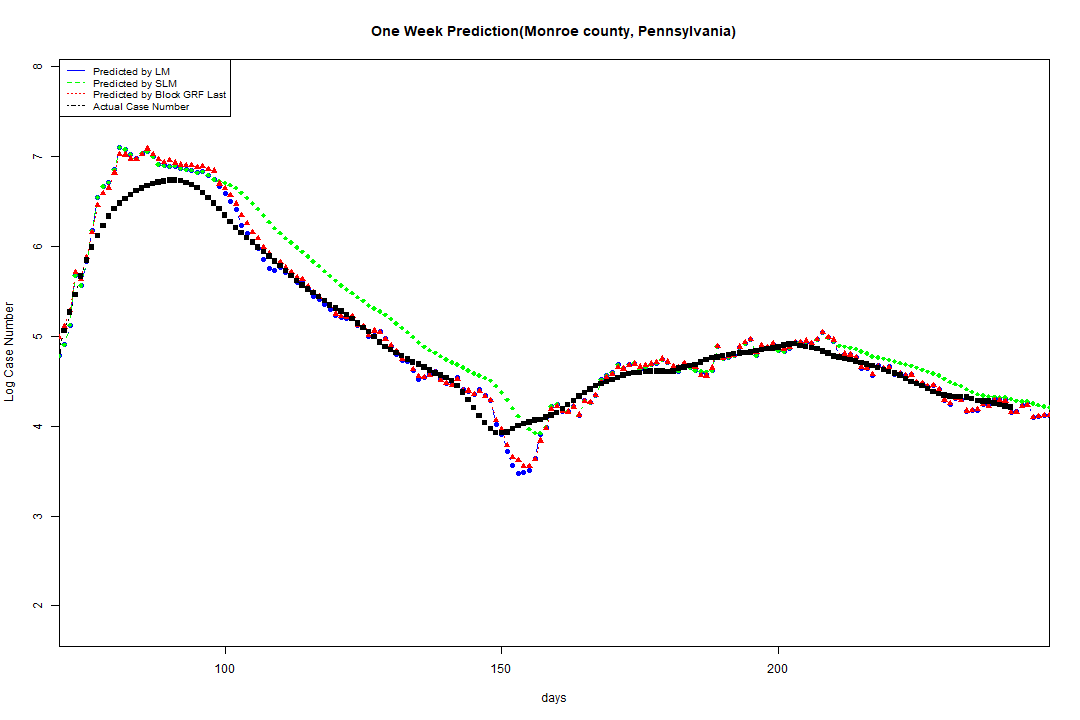 One Week Prediction(Monroe county, Pennsylvania)
Predicted by LM
Predicted by SLM
Predicted by Block GRF Last
Actual Case Number
8
7
6
5
4
3
2
Log Case Number
100 150 200
days